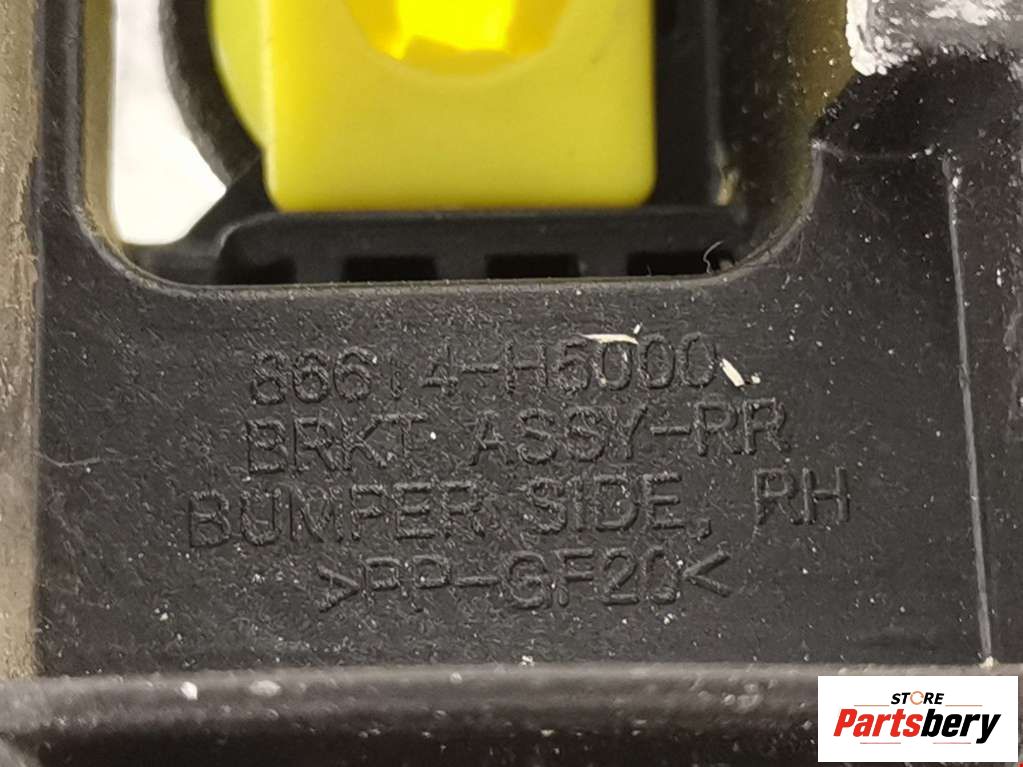 86614-H5000
BRKT ASSY-RR
BUMPER SIDE, RH
>PP-GF20<
STORE
Partsbery